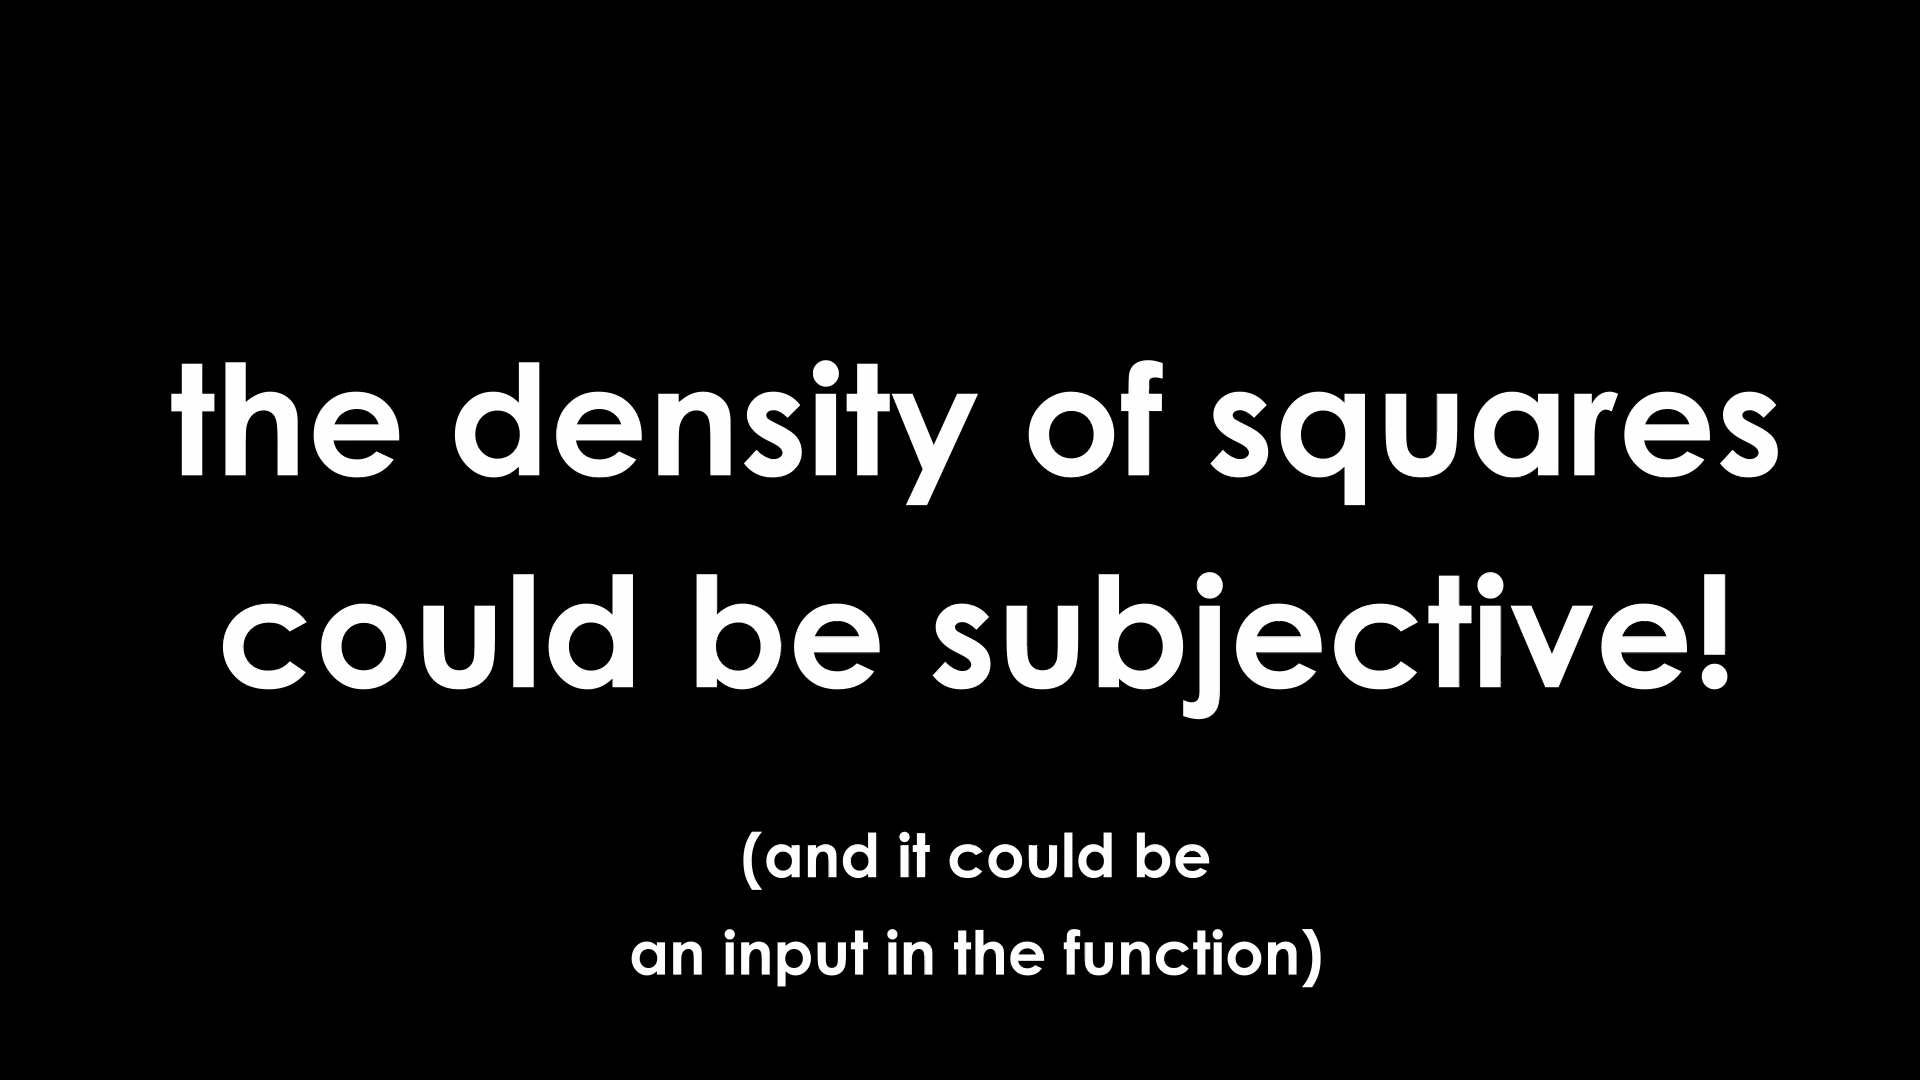 the density of squares
could be subjective!
(and it could be
an input in the function)